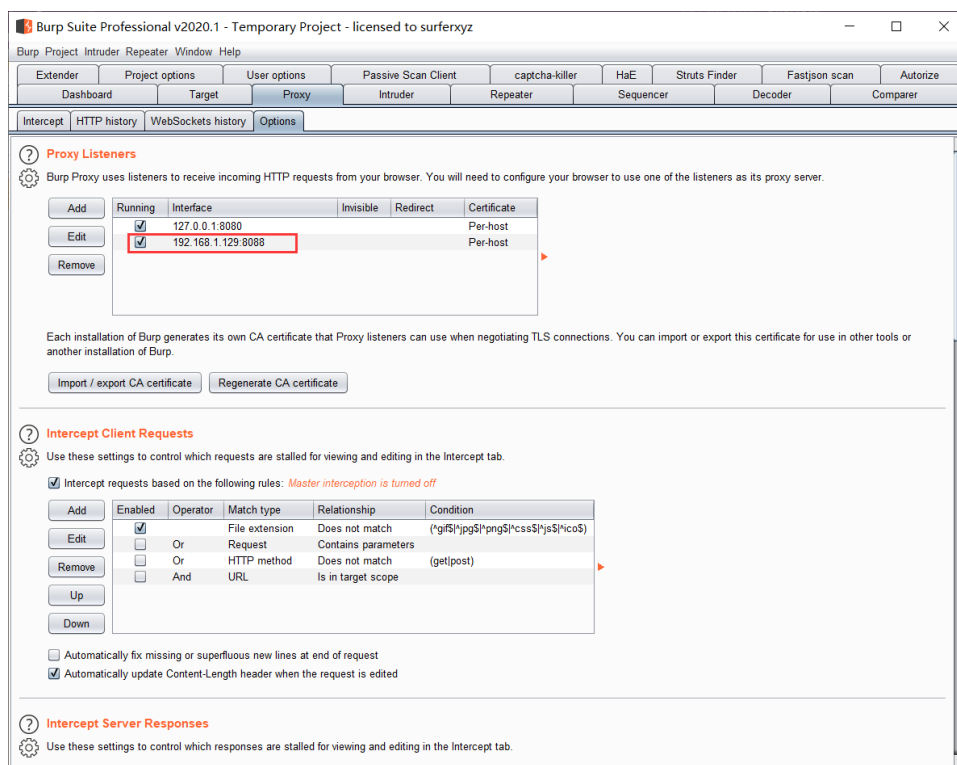 Burp Suite Professional v2020.1 - Temporary Project - licensed to surferxyz
Burp Project Intruder Repeater Window Help
Extender Project options User options Passive Scan Client captcha-killer HaE Struts Finder Fastjson scan Autorize
Dashboard Target Proxy Intruder Repeater Sequencer Decoder Comparer
Intercept HTTP history WebSockets history Options
Proxy Listeners
Burp Proxy uses listeners to receive incoming HTTP requests from your browser. You will need to configure your browser to use one of the listeners as its proxy server.
Add Running Interface Invisible Redirect Certificate
127.0.0.1:8080 Per-host
Edit
192.168.1.129:8088 Per-host
Remove
Each installation of Burp generates its own CA certificate that Proxy listeners can use when negotiating TLS connections. You can import or export this certificate for use in other tools or
another installation of Burp.
Import / export CA certificate Regenerate CA certificate
Intercept Client Requests
Use these settings to control which requests are stalled for viewing and editing in the Intercept tab.
Intercept requests based on the following rules: Master interception is turned off
Add Enabled Operator Match type Relationship Condition
File extension Does not match (^gif$|^jpg$|^png$|^css$|^js$|^ico$)
Edit Or Request Contains parameters
Or HTTP method Does not match (get|post)
Remove And URL Is in target scope
Up
Down
Automatically fix missing or superfluous new lines at end of request
Automatically update Content-Length header when the request is edited
Intercept Server Responses
Use these settings to control which responses are stalled for viewing and editing in the Intercept tab.